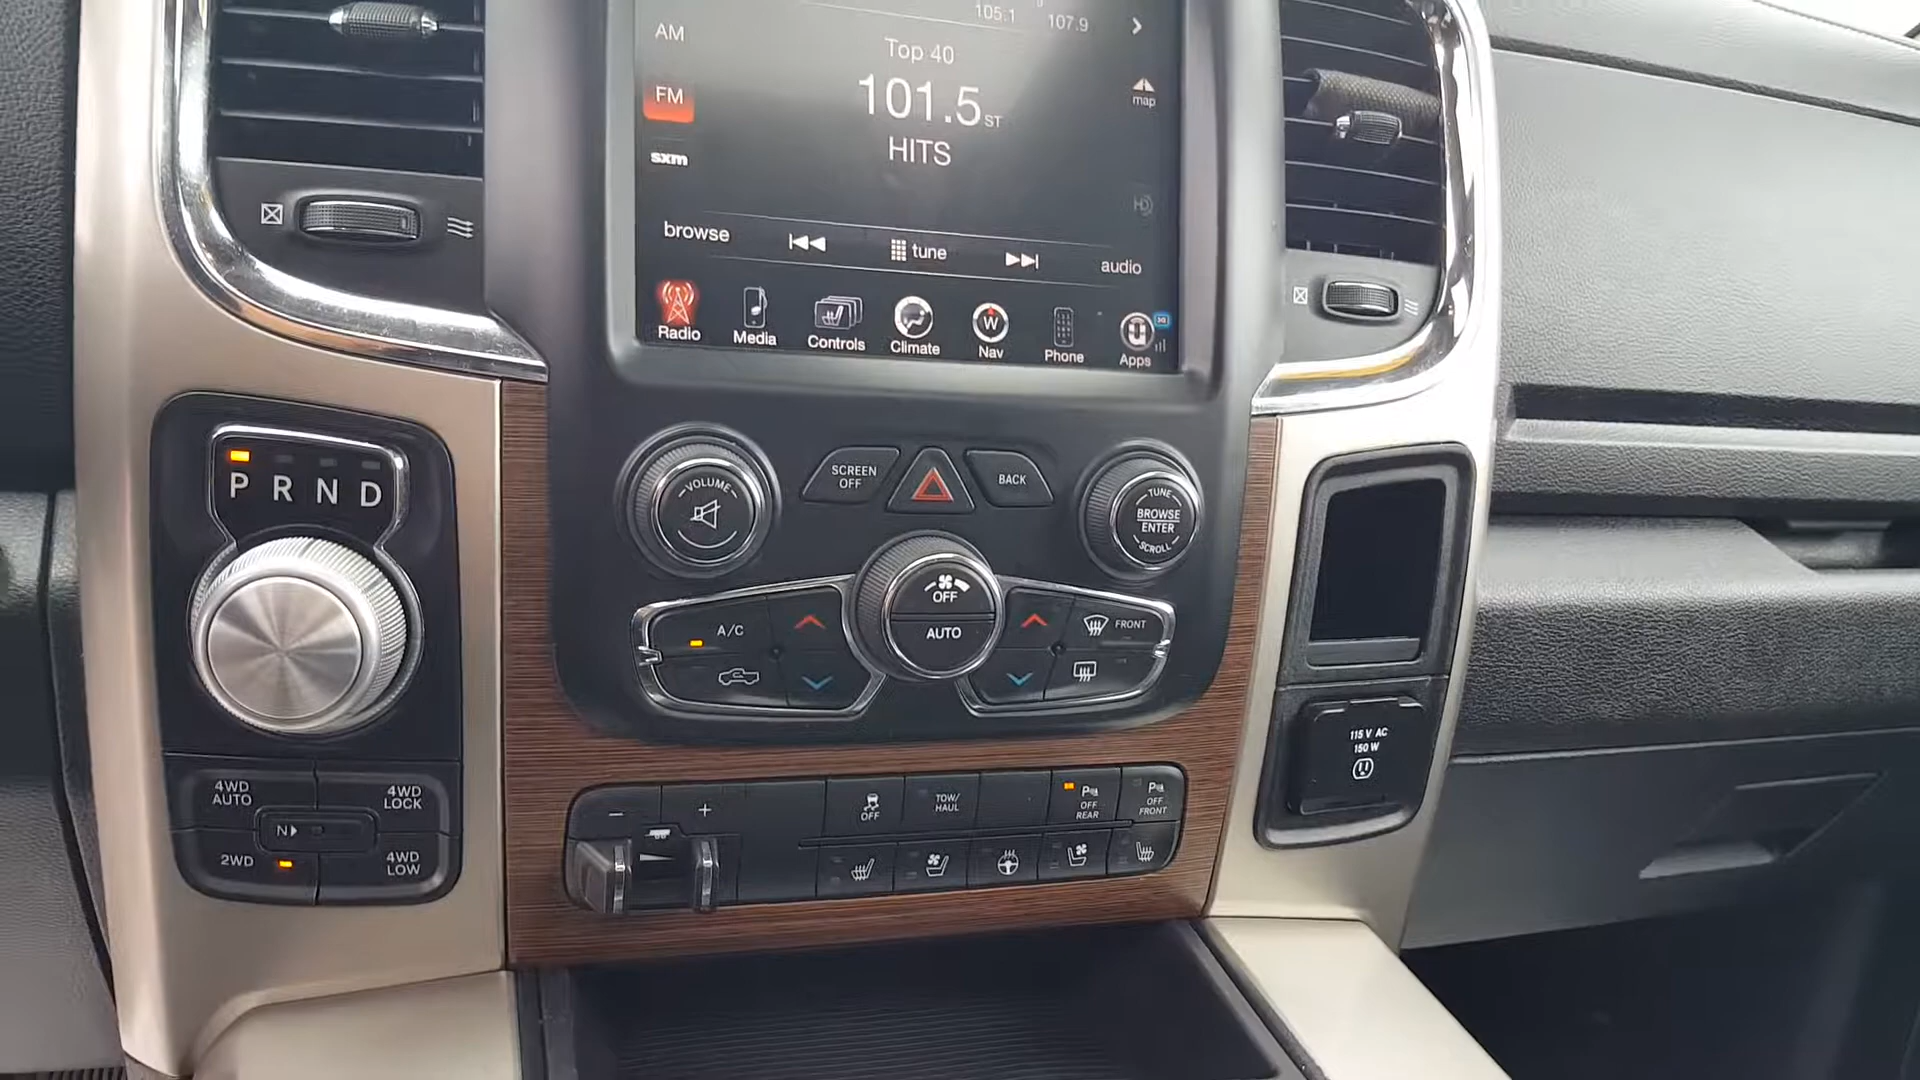 105.1 107.9
AM
Top 40
FM
101.5 ST
map
sxm
HITS
HD
browse
tune
audio
Radio
Media
Controls
Climate
W
Nav
Phone
Apps
P R N D
VOLUME
SCREEN
OFF
BACK
TUNE
BROWSE
ENTER
SCROLL
OFF
AUTO
A/C
FRONT
115 V AC
150 W
4WD
AUTO
4WD
LOCK
N
2WD
4WD
LOW
− +
OFF
TOW/
HAUL
P
OFF
REAR
P
OFF
FRONT